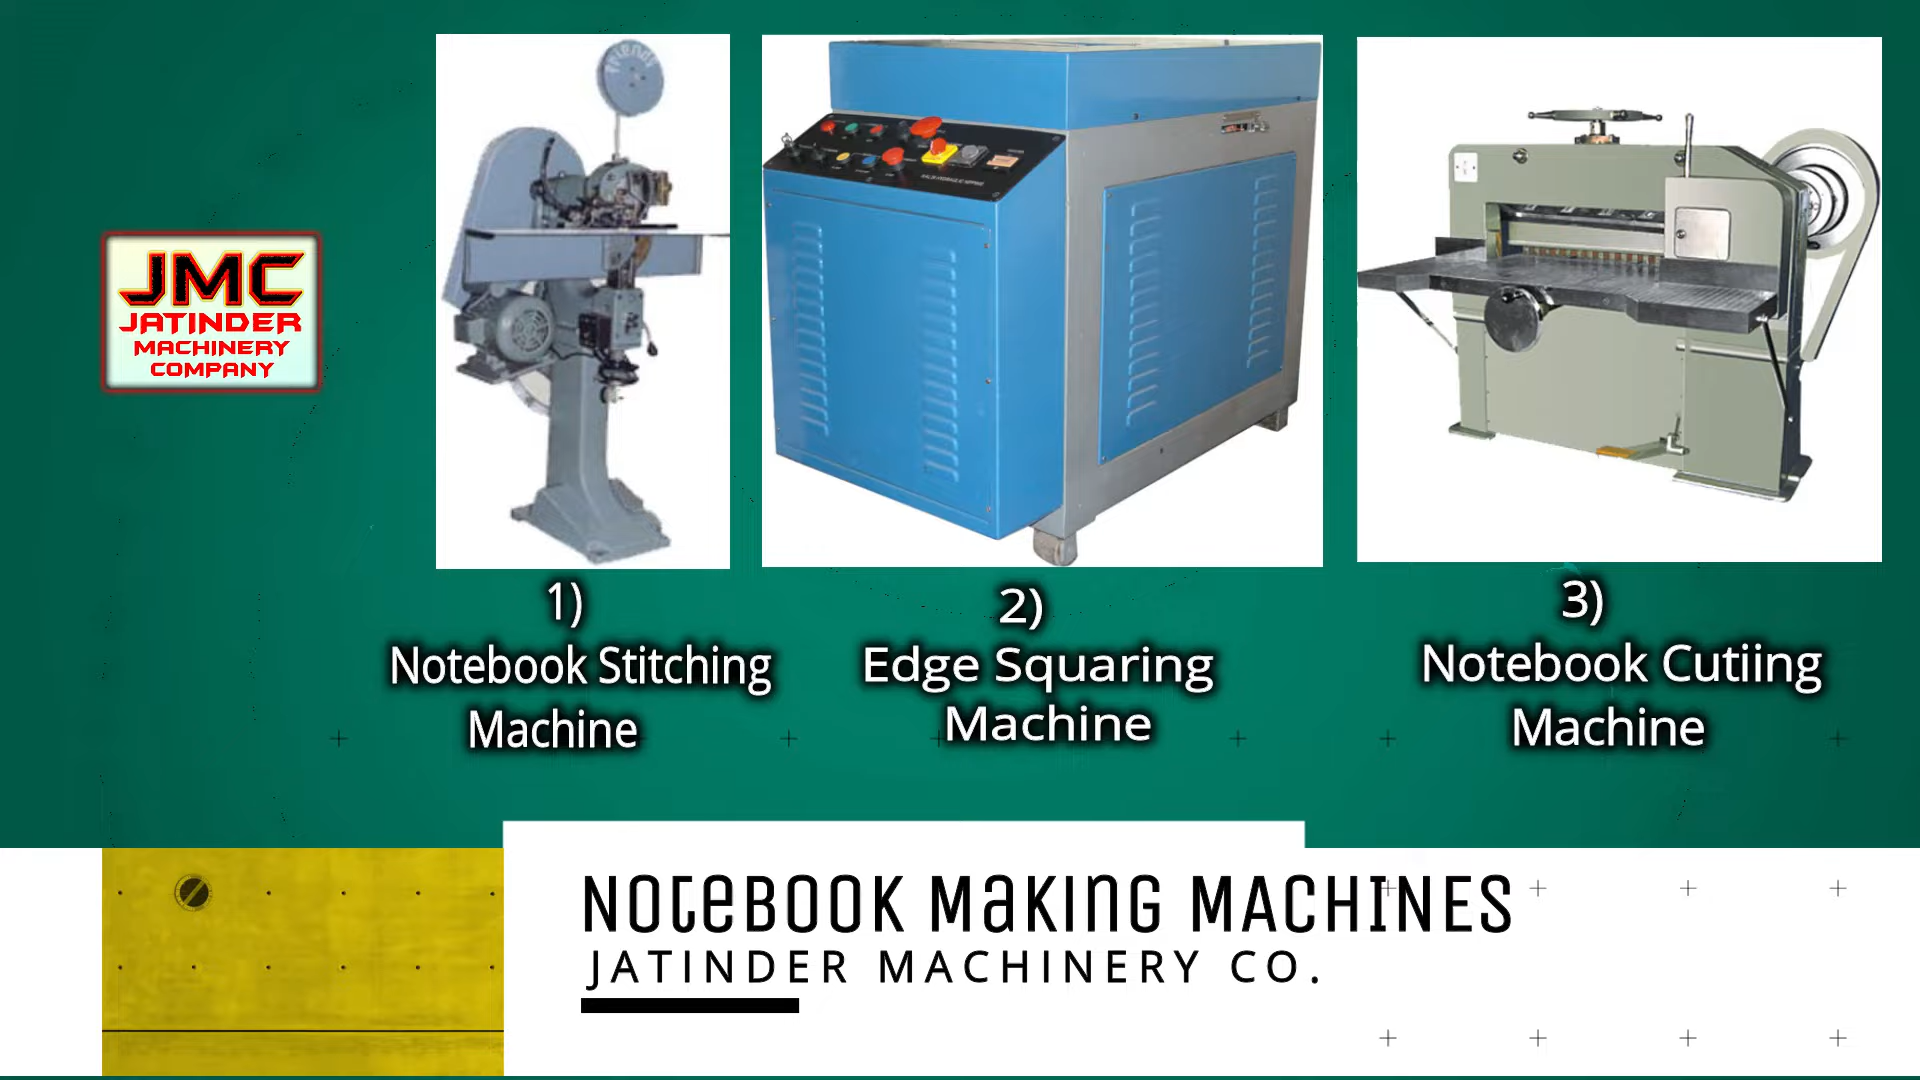 JMC
JATINDER
MACHINERY
COMPANY
1)
Notebook Stitching
Machine
2)
Edge Squaring
Machine
3)
Notebook Cutiing
Machine
Notebook Making MACHINES
JATINDER MACHINERY CO.